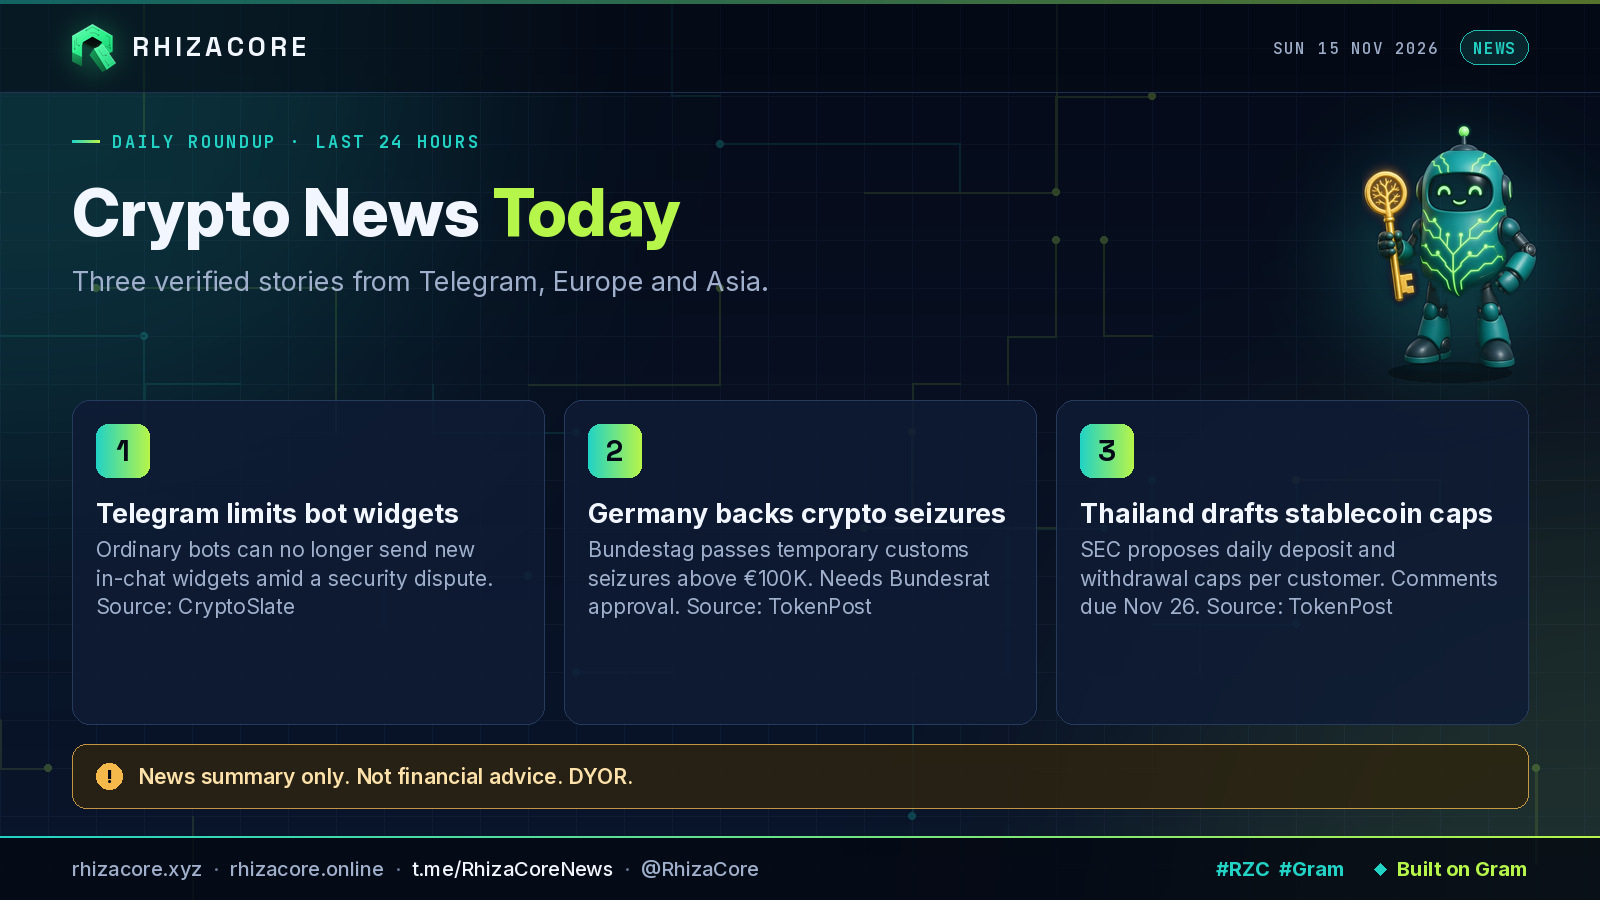 RHIZACORE
SUN 15 NOV 2026
NEWS
DAILY ROUNDUP · LAST 24 HOURS
Crypto News Today
Three verified stories from Telegram, Europe and Asia.
1
Telegram limits bot widgets
Ordinary bots can no longer send new
in-chat widgets amid a security dispute.
Source: CryptoSlate
2
Germany backs crypto seizures
Bundestag passes temporary customs
seizures above €100K. Needs Bundesrat
approval. Source: TokenPost
3
Thailand drafts stablecoin caps
SEC proposes daily deposit and
withdrawal caps per customer. Comments
due Nov 26. Source: TokenPost
! News summary only. Not financial advice. DYOR.
rhizacore.xyz · rhizacore.online · t.me/RhizaCoreNews · @RhizaCore
#RZC #Gram ◆ Built on Gram